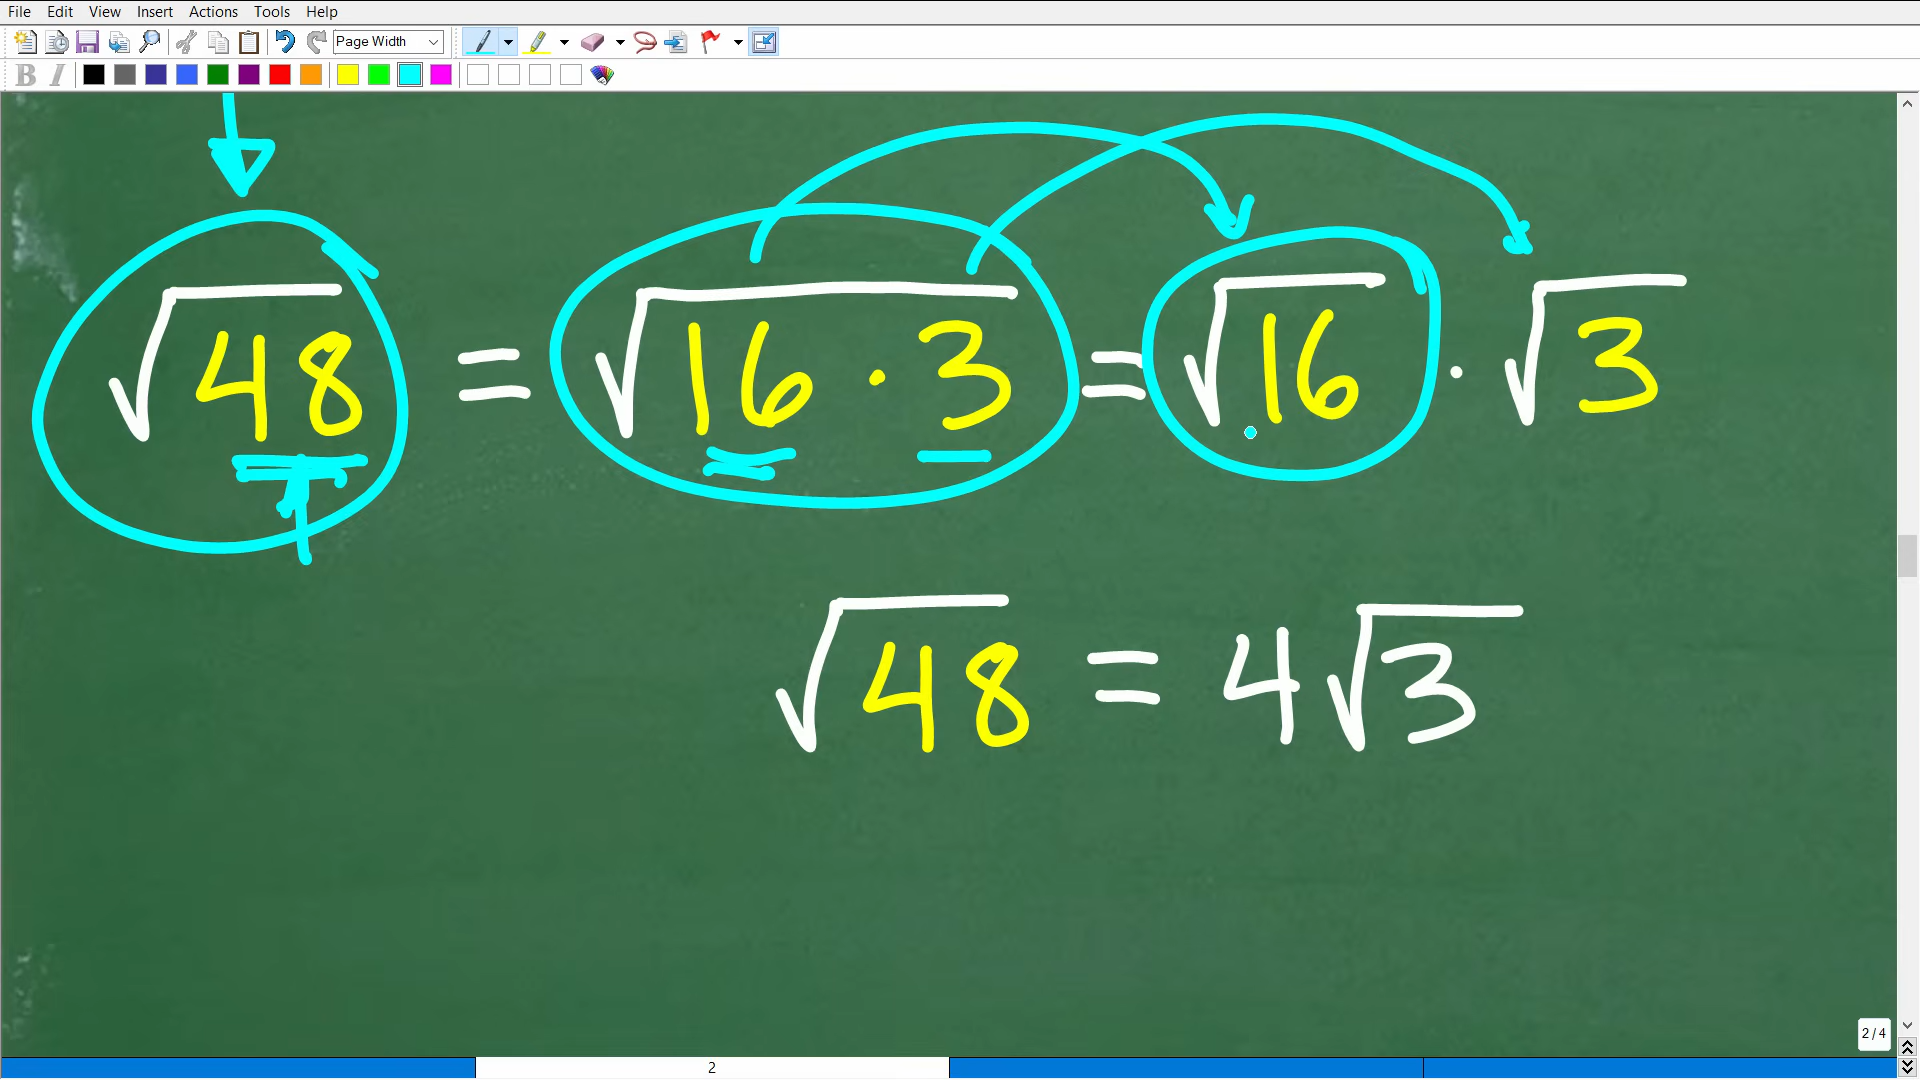 File Edit View Insert Actions Tools Help
Page Width
B I
√48 = √16 · 3 = √16 · √3
√48 = 4√3
2 / 4
2